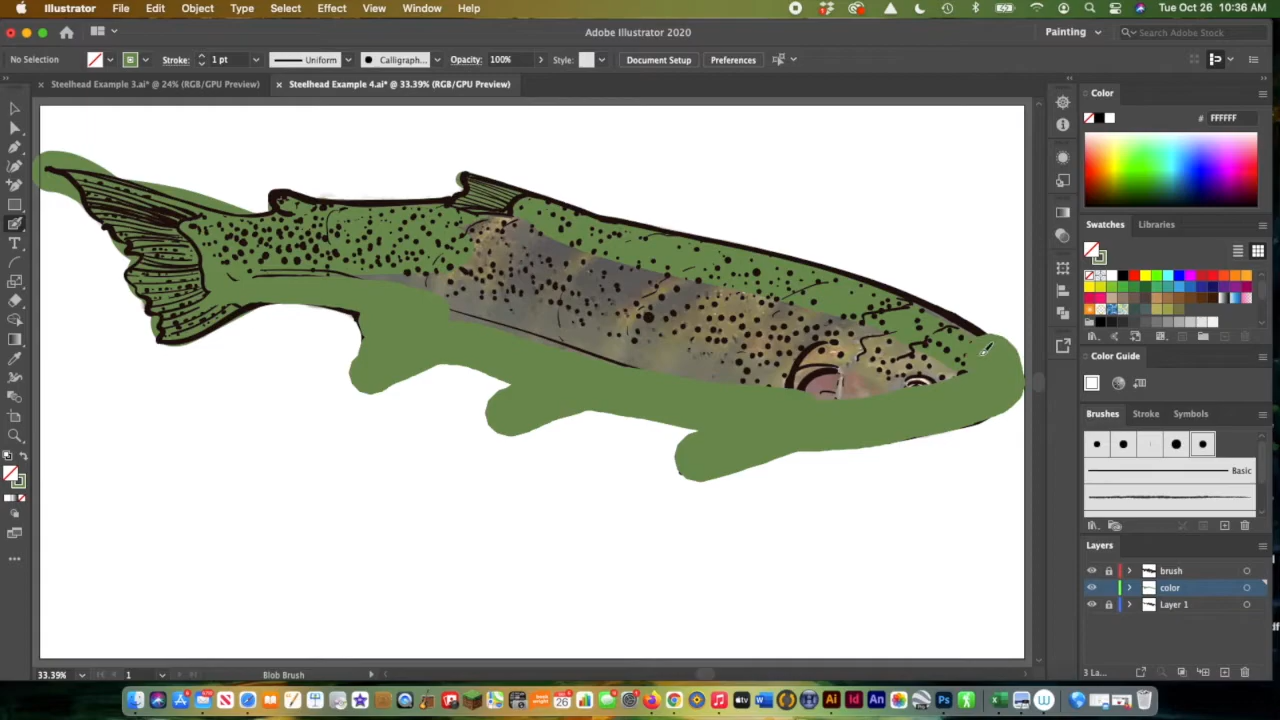 Illustrator File Edit Object Type Select Effect View Window Help Tue Oct 26 10:36 AM
Adobe Illustrator 2020 Painting Search Adobe Stock
No Selection Stroke: 1 pt Uniform Calligraph... Opacity: 100% Style: Document Setup Preferences
× Steelhead Example 3.ai* @ 24% (RGB/GPU Preview) × Steelhead Example 4.ai* @ 33.39% (RGB/GPU Preview)
Color
# FFFFFF
Swatches Libraries
Color Guide
Brushes Stroke Symbols
Basic
Layers
brush
color
Layer 1
3 La...
33.39% 1 Blob Brush